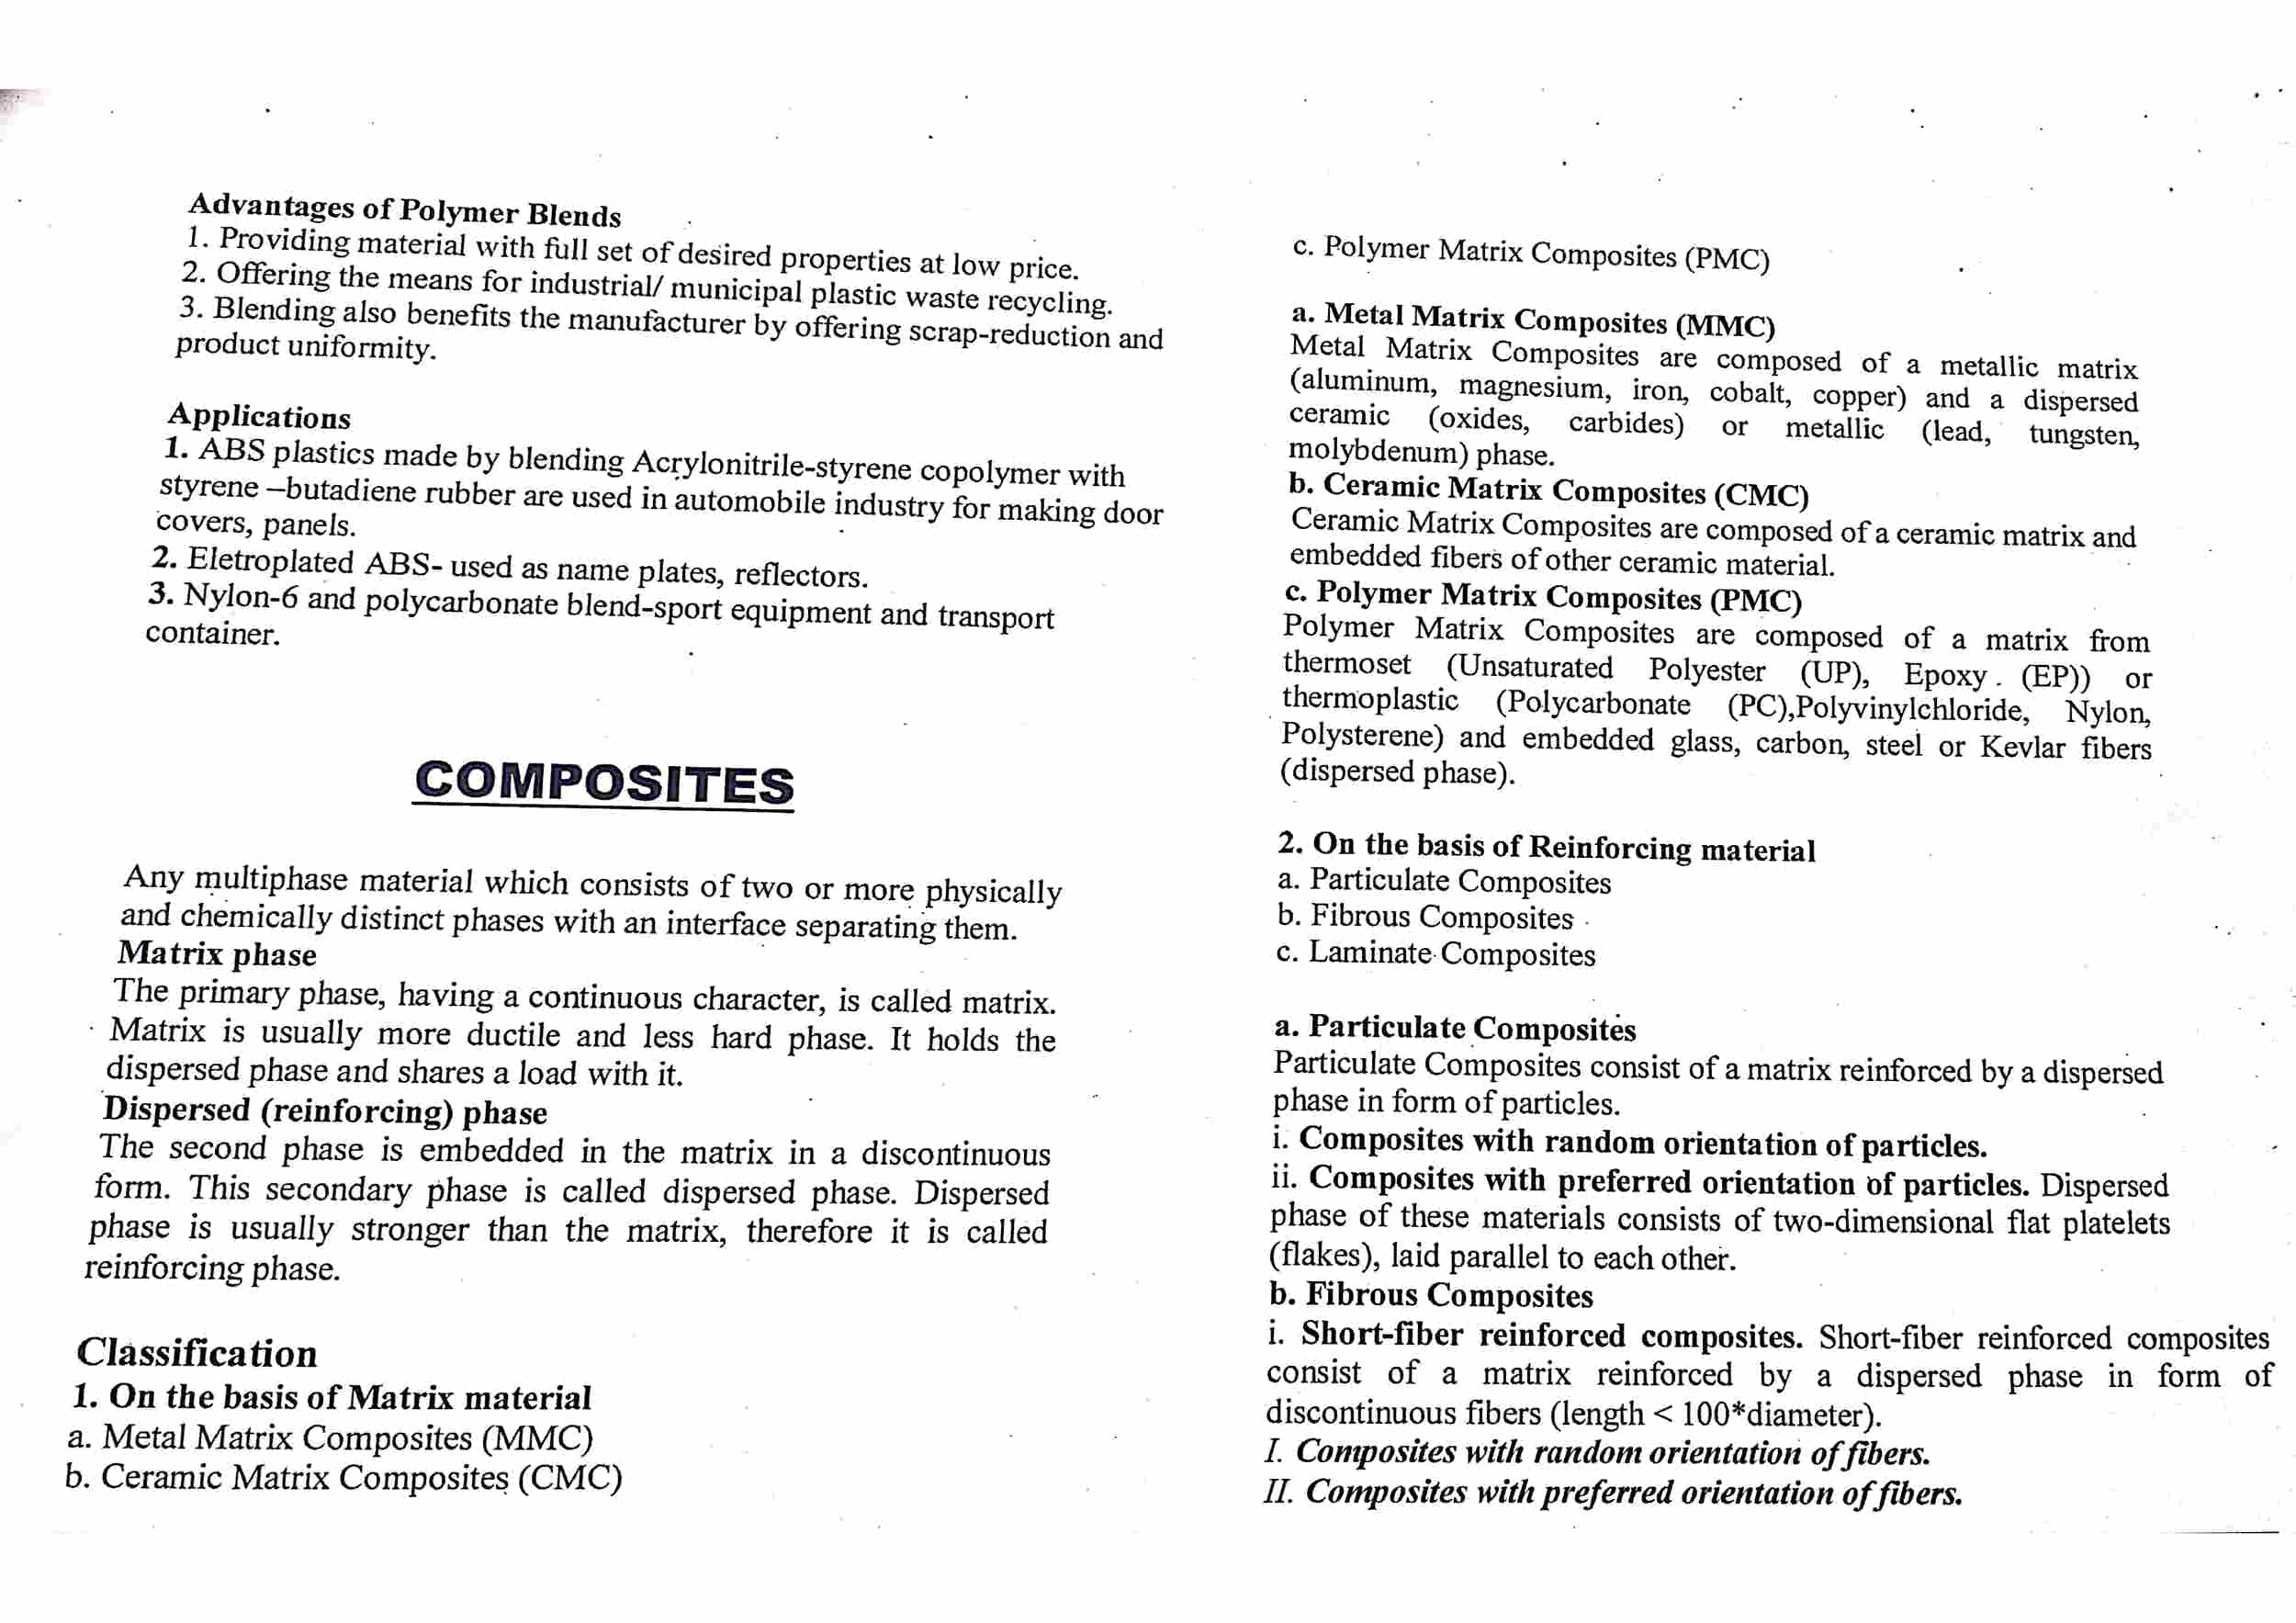 Advantages of Polymer Blends
1. Providing material with full set of desired properties at low price.
2. Offering the means for industrial/ municipal plastic waste recycling.
3. Blending also benefits the manufacturer by offering scrap-reduction and
product uniformity.
Applications
1. ABS plastics made by blending Acrylonitrile-styrene copolymer with
styrene –butadiene rubber are used in automobile industry for making door
covers, panels.
2. Eletroplated ABS- used as name plates, reflectors.
3. Nylon-6 and polycarbonate blend-sport equipment and transport
container.
COMPOSITES
Any multiphase material which consists of two or more physically
and chemically distinct phases with an interface separating them.
Matrix phase
The primary phase, having a continuous character, is called matrix.
Matrix is usually more ductile and less hard phase. It holds the
dispersed phase and shares a load with it.
Dispersed (reinforcing) phase
The second phase is embedded in the matrix in a discontinuous
form. This secondary phase is called dispersed phase. Dispersed
phase is usually stronger than the matrix, therefore it is called
reinforcing phase.
Classification
1. On the basis of Matrix material
a. Metal Matrix Composites (MMC)
b. Ceramic Matrix Composites (CMC)
c. Polymer Matrix Composites (PMC)
a. Metal Matrix Composites (MMC)
Metal Matrix Composites are composed of a metallic matrix
(aluminum, magnesium, iron, cobalt, copper) and a dispersed
ceramic (oxides, carbides) or metallic (lead, tungsten,
molybdenum) phase.
b. Ceramic Matrix Composites (CMC)
Ceramic Matrix Composites are composed of a ceramic matrix and
embedded fibers of other ceramic material.
c. Polymer Matrix Composites (PMC)
Polymer Matrix Composites are composed of a matrix from
thermoset (Unsaturated Polyester (UP), Epoxy (EP)) or
thermoplastic (Polycarbonate (PC),Polyvinylchloride, Nylon,
Polysterene) and embedded glass, carbon, steel or Kevlar fibers
(dispersed phase).
2. On the basis of Reinforcing material
a. Particulate Composites
b. Fibrous Composites
c. Laminate Composites
a. Particulate Composites
Particulate Composites consist of a matrix reinforced by a dispersed
phase in form of particles.
i. Composites with random orientation of particles.
ii. Composites with preferred orientation of particles. Dispersed
phase of these materials consists of two-dimensional flat platelets
(flakes), laid parallel to each other.
b. Fibrous Composites
i. Short-fiber reinforced composites. Short-fiber reinforced composites
consist of a matrix reinforced by a dispersed phase in form of
discontinuous fibers (length < 100*diameter).
I. Composites with random orientation of fibers.
II. Composites with preferred orientation of fibers.